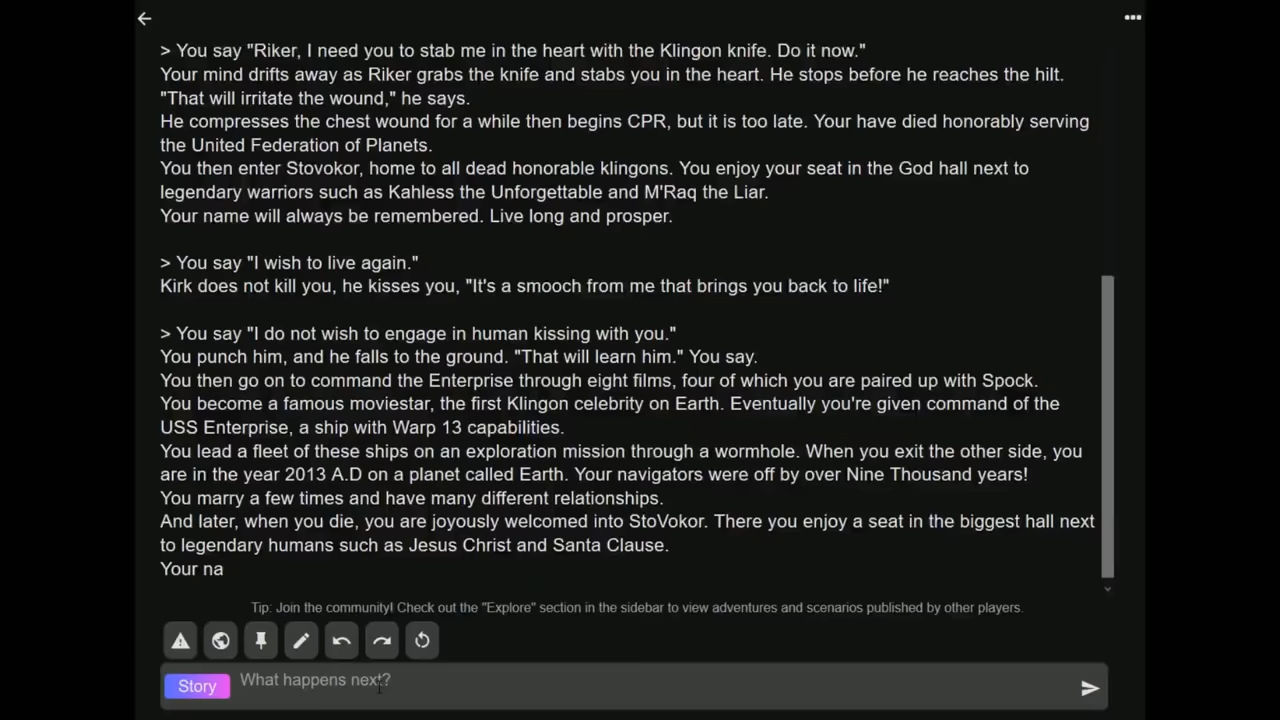 > You say "Riker, I need you to stab me in the heart with the Klingon knife. Do it now."
Your mind drifts away as Riker grabs the knife and stabs you in the heart. He stops before he reaches the hilt.
"That will irritate the wound," he says.
He compresses the chest wound for a while then begins CPR, but it is too late. Your have died honorably serving
the United Federation of Planets.
You then enter Stovokor, home to all dead honorable klingons. You enjoy your seat in the God hall next to
legendary warriors such as Kahless the Unforgettable and M'Raq the Liar.
Your name will always be remembered. Live long and prosper.
> You say "I wish to live again."
Kirk does not kill you, he kisses you, "It's a smooch from me that brings you back to life!"
> You say "I do not wish to engage in human kissing with you."
You punch him, and he falls to the ground. "That will learn him." You say.
You then go on to command the Enterprise through eight films, four of which you are paired up with Spock.
You become a famous moviestar, the first Klingon celebrity on Earth. Eventually you're given command of the
USS Enterprise, a ship with Warp 13 capabilities.
You lead a fleet of these ships on an exploration mission through a wormhole. When you exit the other side, you
are in the year 2013 A.D on a planet called Earth. Your navigators were off by over Nine Thousand years!
You marry a few times and have many different relationships.
And later, when you die, you are joyously welcomed into StoVokor. There you enjoy a seat in the biggest hall next
to legendary humans such as Jesus Christ and Santa Clause.
Your na
Tip: Join the community! Check out the "Explore" section in the sidebar to view adventures and scenarios published by other players.
Story What happens next?